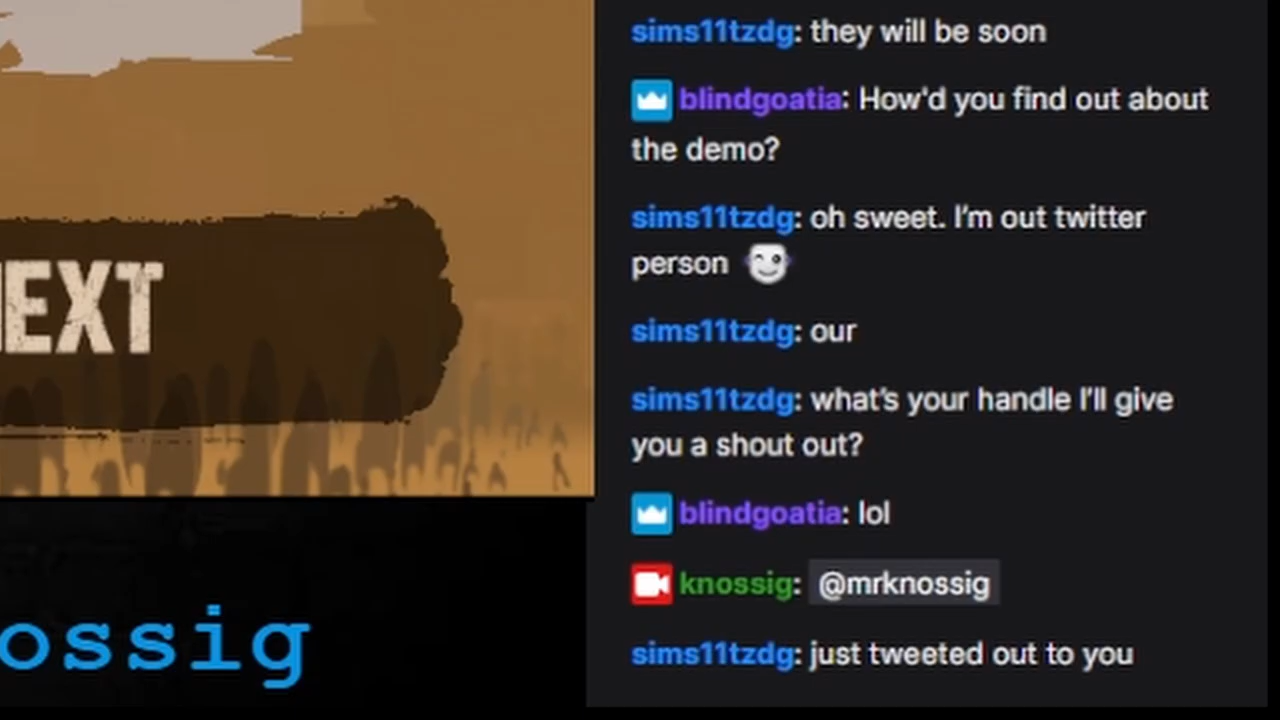 sims11tzdg: they will be soon
blindgoatia: How'd you find out about
the demo?
sims11tzdg: oh sweet. I'm out twitter
person
sims11tzdg: our
sims11tzdg: what's your handle I'll give
you a shout out?
blindgoatia: lol
knossig: @mrknossig
sims11tzdg: just tweeted out to you
EXT
ossig